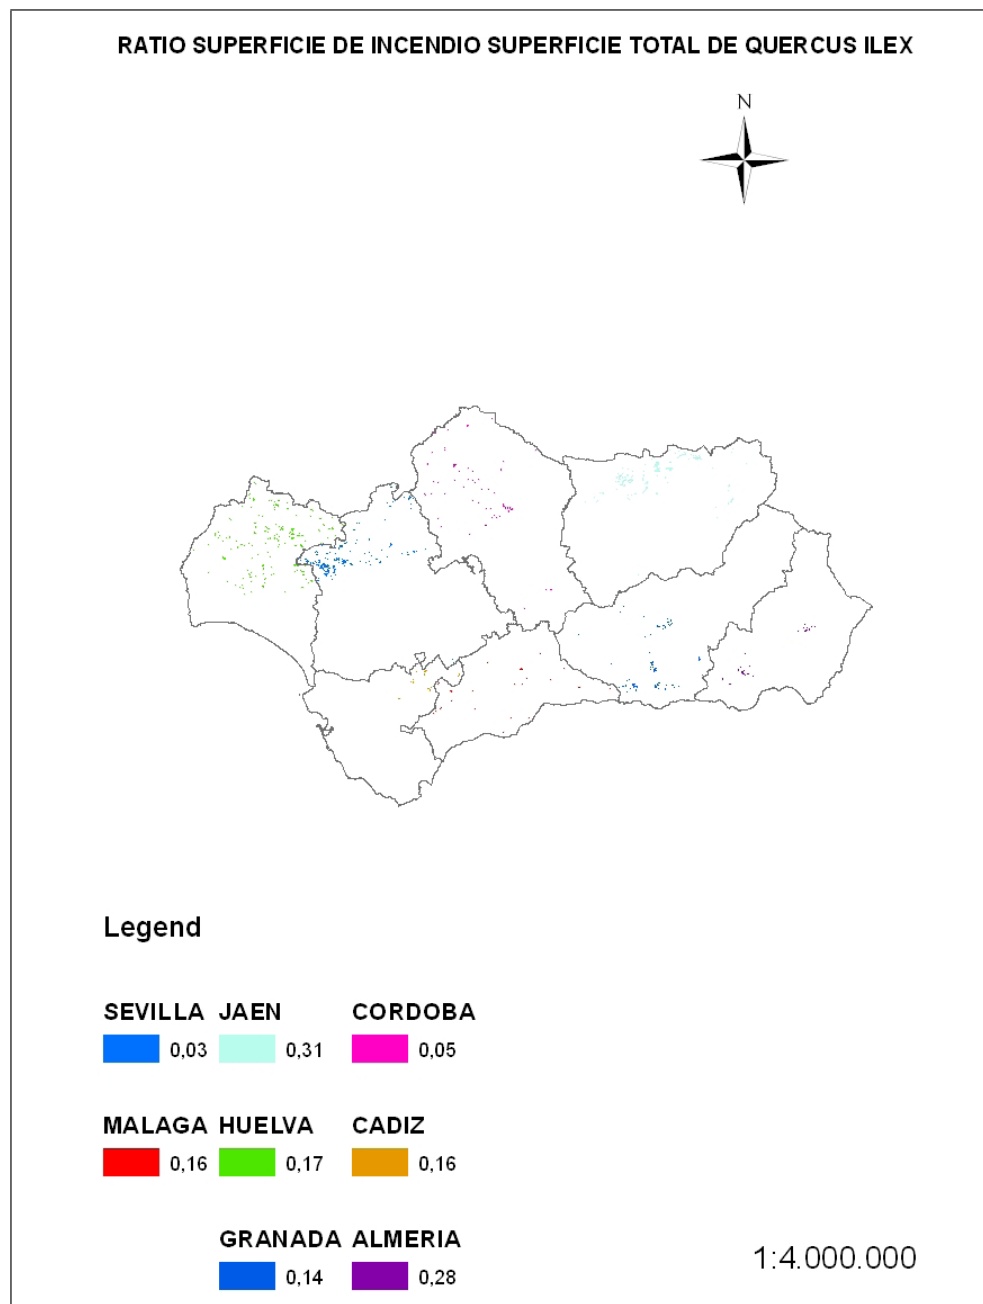 RATIO SUPERFICIE DE INCENDIO SUPERFICIE TOTAL DE QUERCUS ILEX
N
Legend
SEVILLA JAEN CORDOBA
0,03 0,31 0,05
MALAGA HUELVA CADIZ
0,16 0,17 0,16
GRANADA ALMERIA
0,14 0,28
1:4.000.000